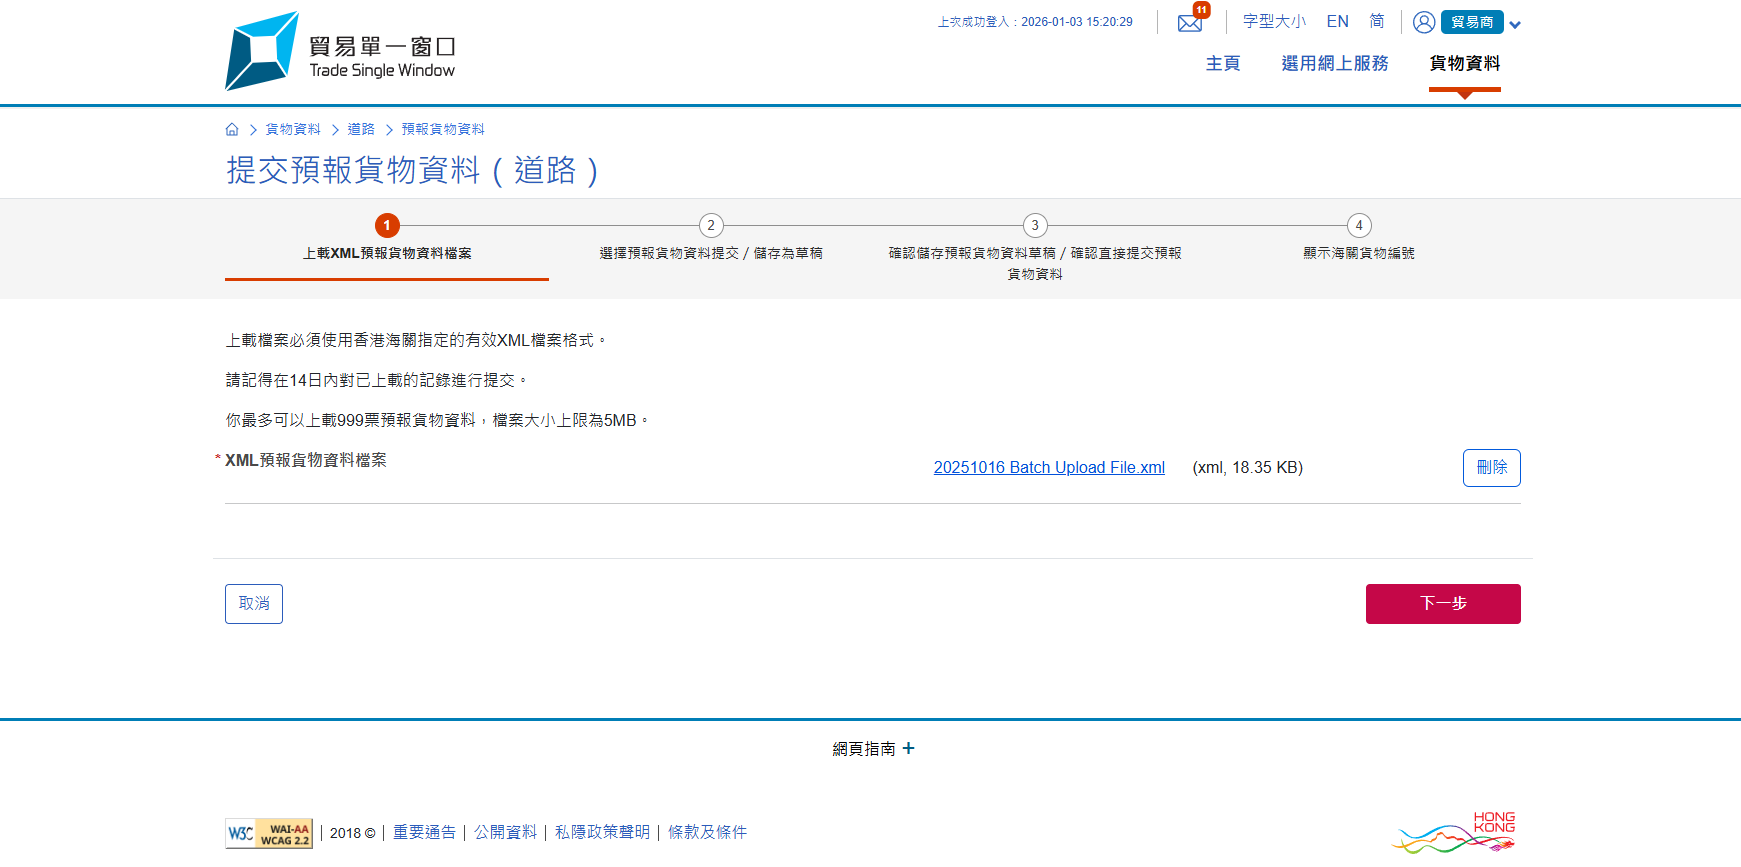 貿易單一窗口
Trade Single Window
上次成功登入：2026-01-03 15:20:29
11
字型大小
EN
简
貿易商
主頁
選用網上服務
貨物資料
貨物資料
道路
預報貨物資料
提交預報貨物資料（道路）
1
上載XML預報貨物資料檔案
2
選擇預報貨物資料提交 / 儲存為草稿
3
確認儲存預報貨物資料草稿 / 確認直接提交預報
貨物資料
4
顯示海關貨物編號
上載檔案必須使用香港海關指定的有效XML檔案格式。
請記得在14日內對已上載的記錄進行提交。
你最多可以上載999票預報貨物資料，檔案大小上限為5MB。
* XML預報貨物資料檔案
20251016 Batch Upload File.xml
(xml, 18.35 KB)
刪除
取消
下一步
網頁指南 +
W3C WAI-AA
WCAG 2.2
2018 © | 重要通告 | 公開資料 | 私隱政策聲明 | 條款及條件
HONG
KONG